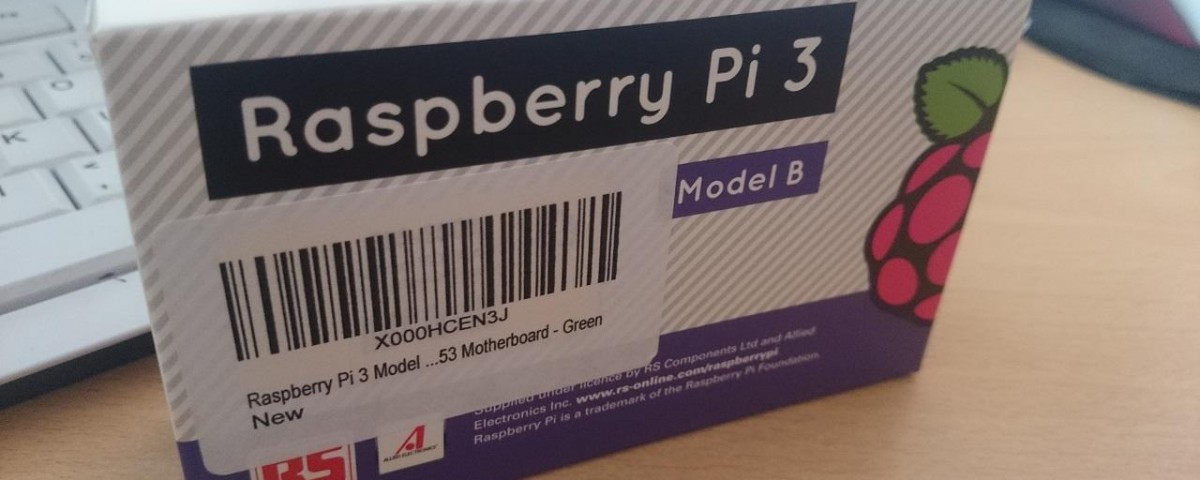 Raspberry Pi 3
Model B
X000HCEN3J
Raspberry Pi 3 Model ...53 Motherboard - Green
New
Supplied under licence by RS Components Ltd and Allied
Electronics Inc. www.rs-online.com/raspberrypi
Raspberry Pi is a trademark of the Raspberry Pi Foundation.
RS
A
ALLIED ELECTRONICS
K